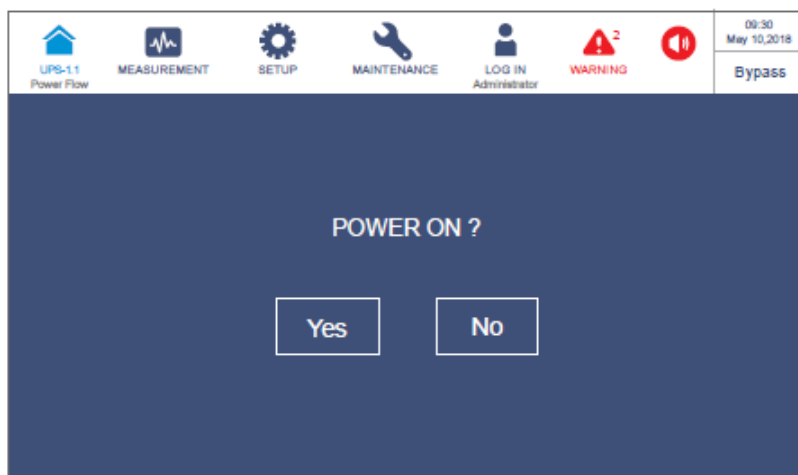 UPS-1.1
Power Flow
MEASUREMENT
SETUP
MAINTENANCE
LOG IN
Administrator
2
WARNING
09:30
May 10,2018
Bypass
POWER ON ?
Yes
No